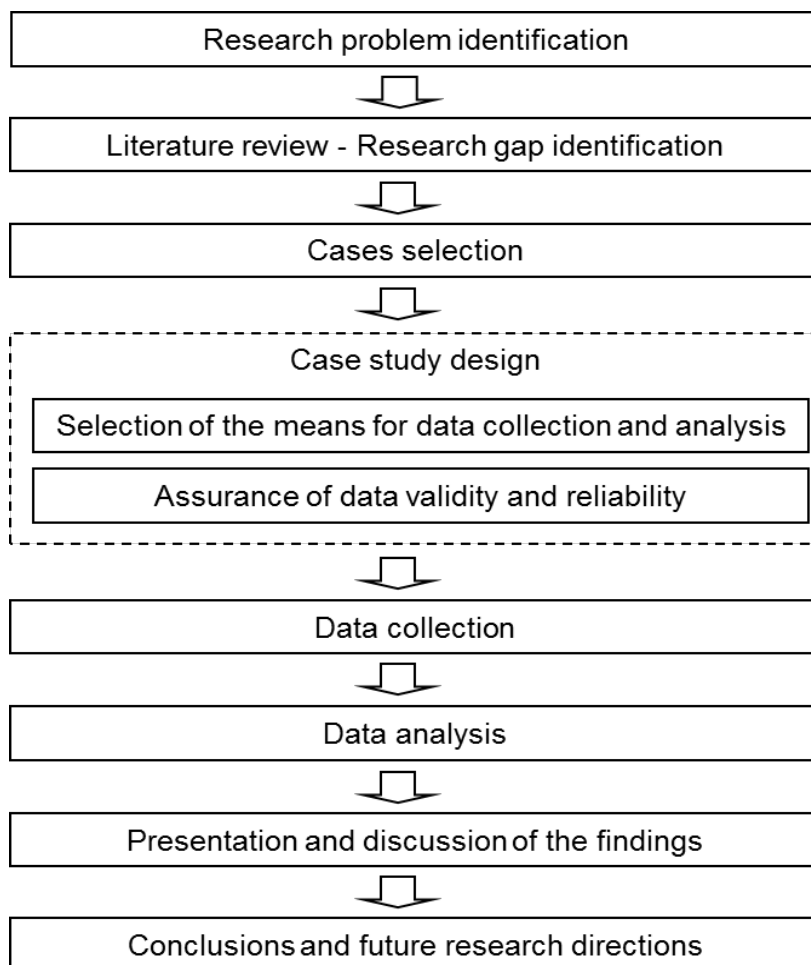 Research problem identification
Literature review - Research gap identification
Cases selection
Case study design
Selection of the means for data collection and analysis
Assurance of data validity and reliability
Data collection
Data analysis
Presentation and discussion of the findings
Conclusions and future research directions